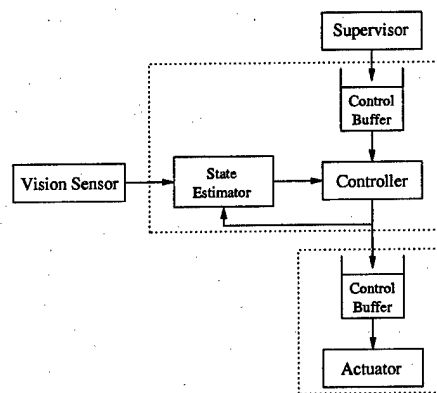 Supervisor
Control
Buffer
State
Estimator
Controller
Vision Sensor
Control
Buffer
Actuator